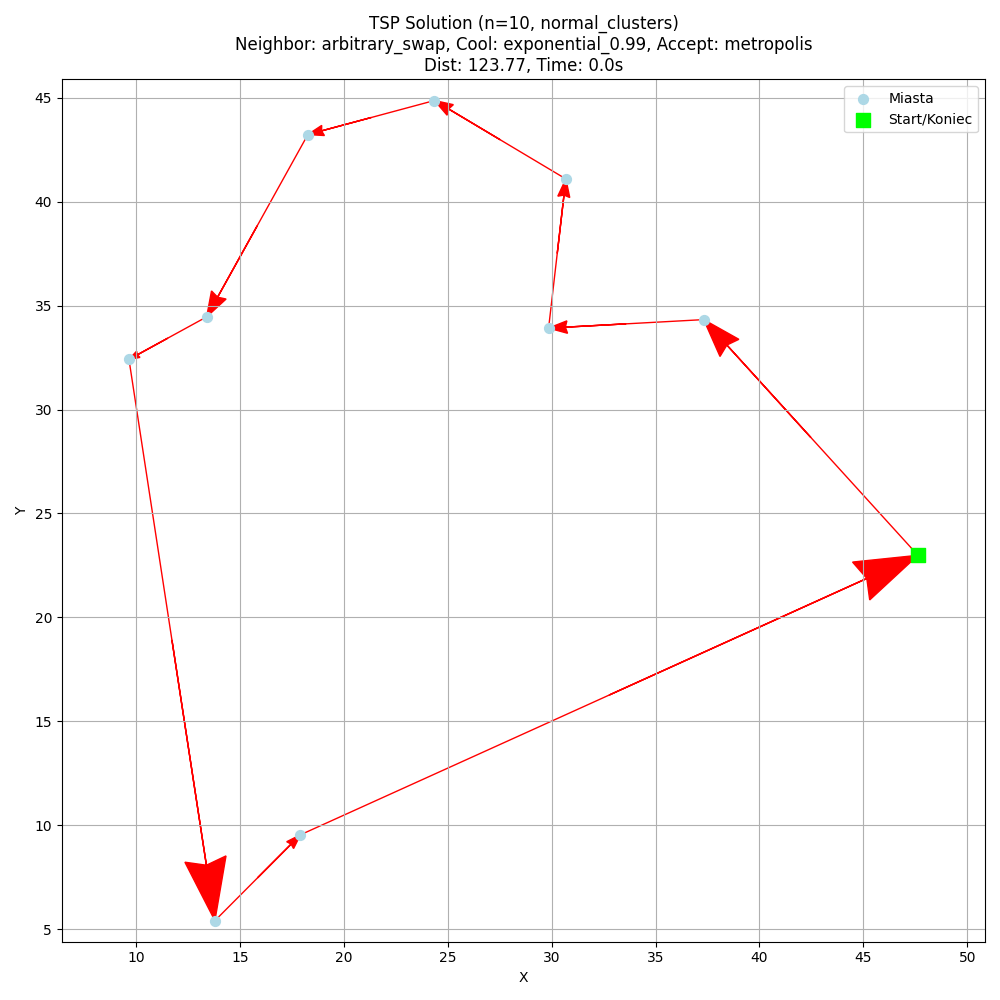 TSP Solution (n=10, normal_clusters)
Neighbor: arbitrary_swap, Cool: exponential_0.99, Accept: metropolis
Dist: 123.77, Time: 0.0s
Miasta
Start/Koniec
45
40
35
30
25
20
15
10
5
Y
10 15 20 25 30 35 40 45 50
X